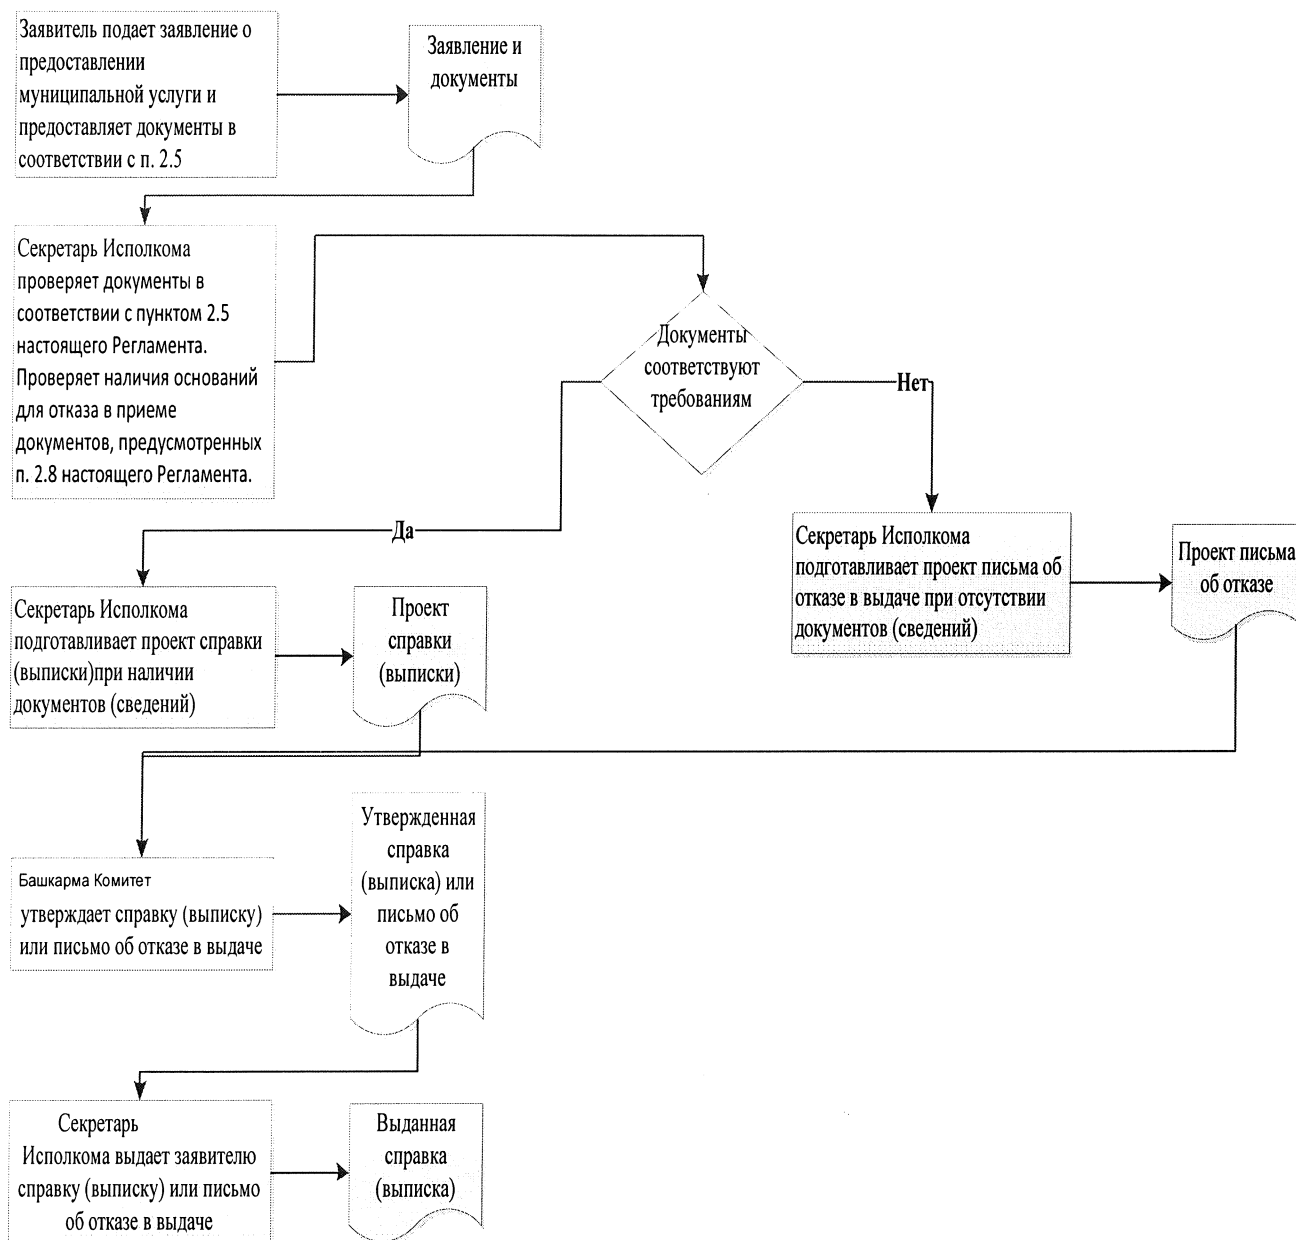 Заявитель подает заявление о
предоставлении
муниципальной услуги и
предоставляет документы в
соответствии с п. 2.5
Заявление и
документы
Секретарь Исполкома
проверяет документы в
соответствии с пунктом 2.5
настоящего Регламента.
Проверяет наличия оснований
для отказа в приеме
документов, предусмотренных
п. 2.8 настоящего Регламента.
Документы
соответствуют
требованиям
Нет
Да
Секретарь Исполкома
подготавливает проект письма об
отказе в выдаче при отсутствии
документов (сведений)
Проект письма
об отказе
Секретарь Исполкома
подготавливает проект справки
(выписки)при наличии
документов (сведений)
Проект
справки
(выписки)
Башкарма Комитет
утверждает справку (выписку)
или письмо об отказе в выдаче
Утвержденная
справка
(выписка) или
письмо об
отказе в
выдаче
Секретарь
Исполкома выдает заявителю
справку (выписку) или письмо
об отказе в выдаче
Выданная
справка
(выписка)